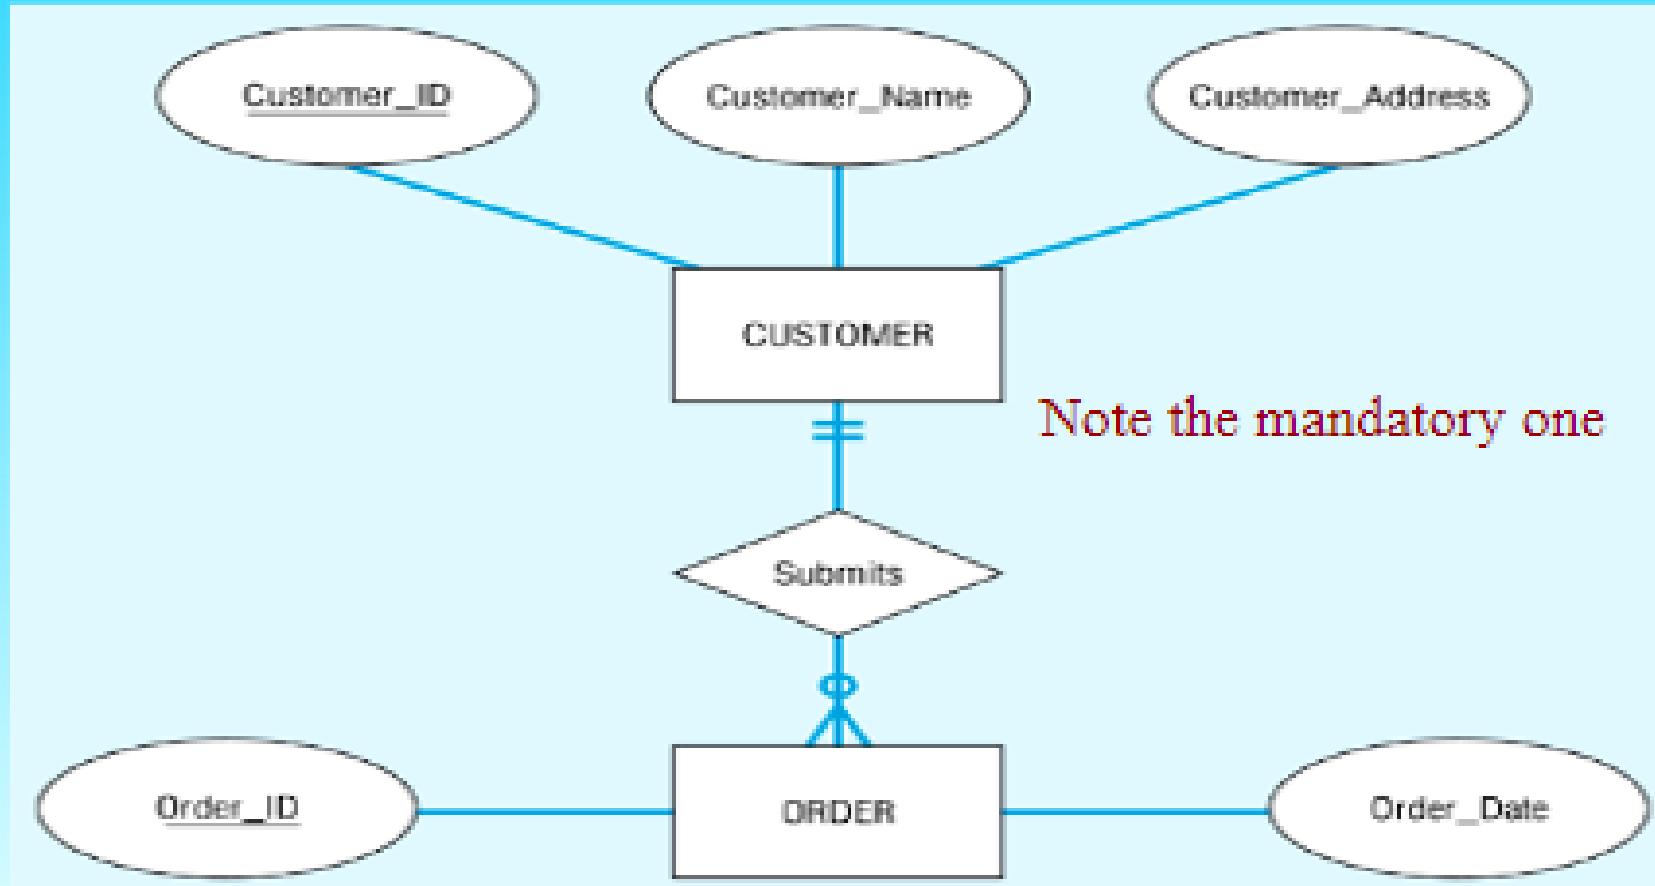 Customer_ID
Customer_Name
Customer_Address
CUSTOMER
Note the mandatory one
Submits
Order_ID
ORDER
Order_Date